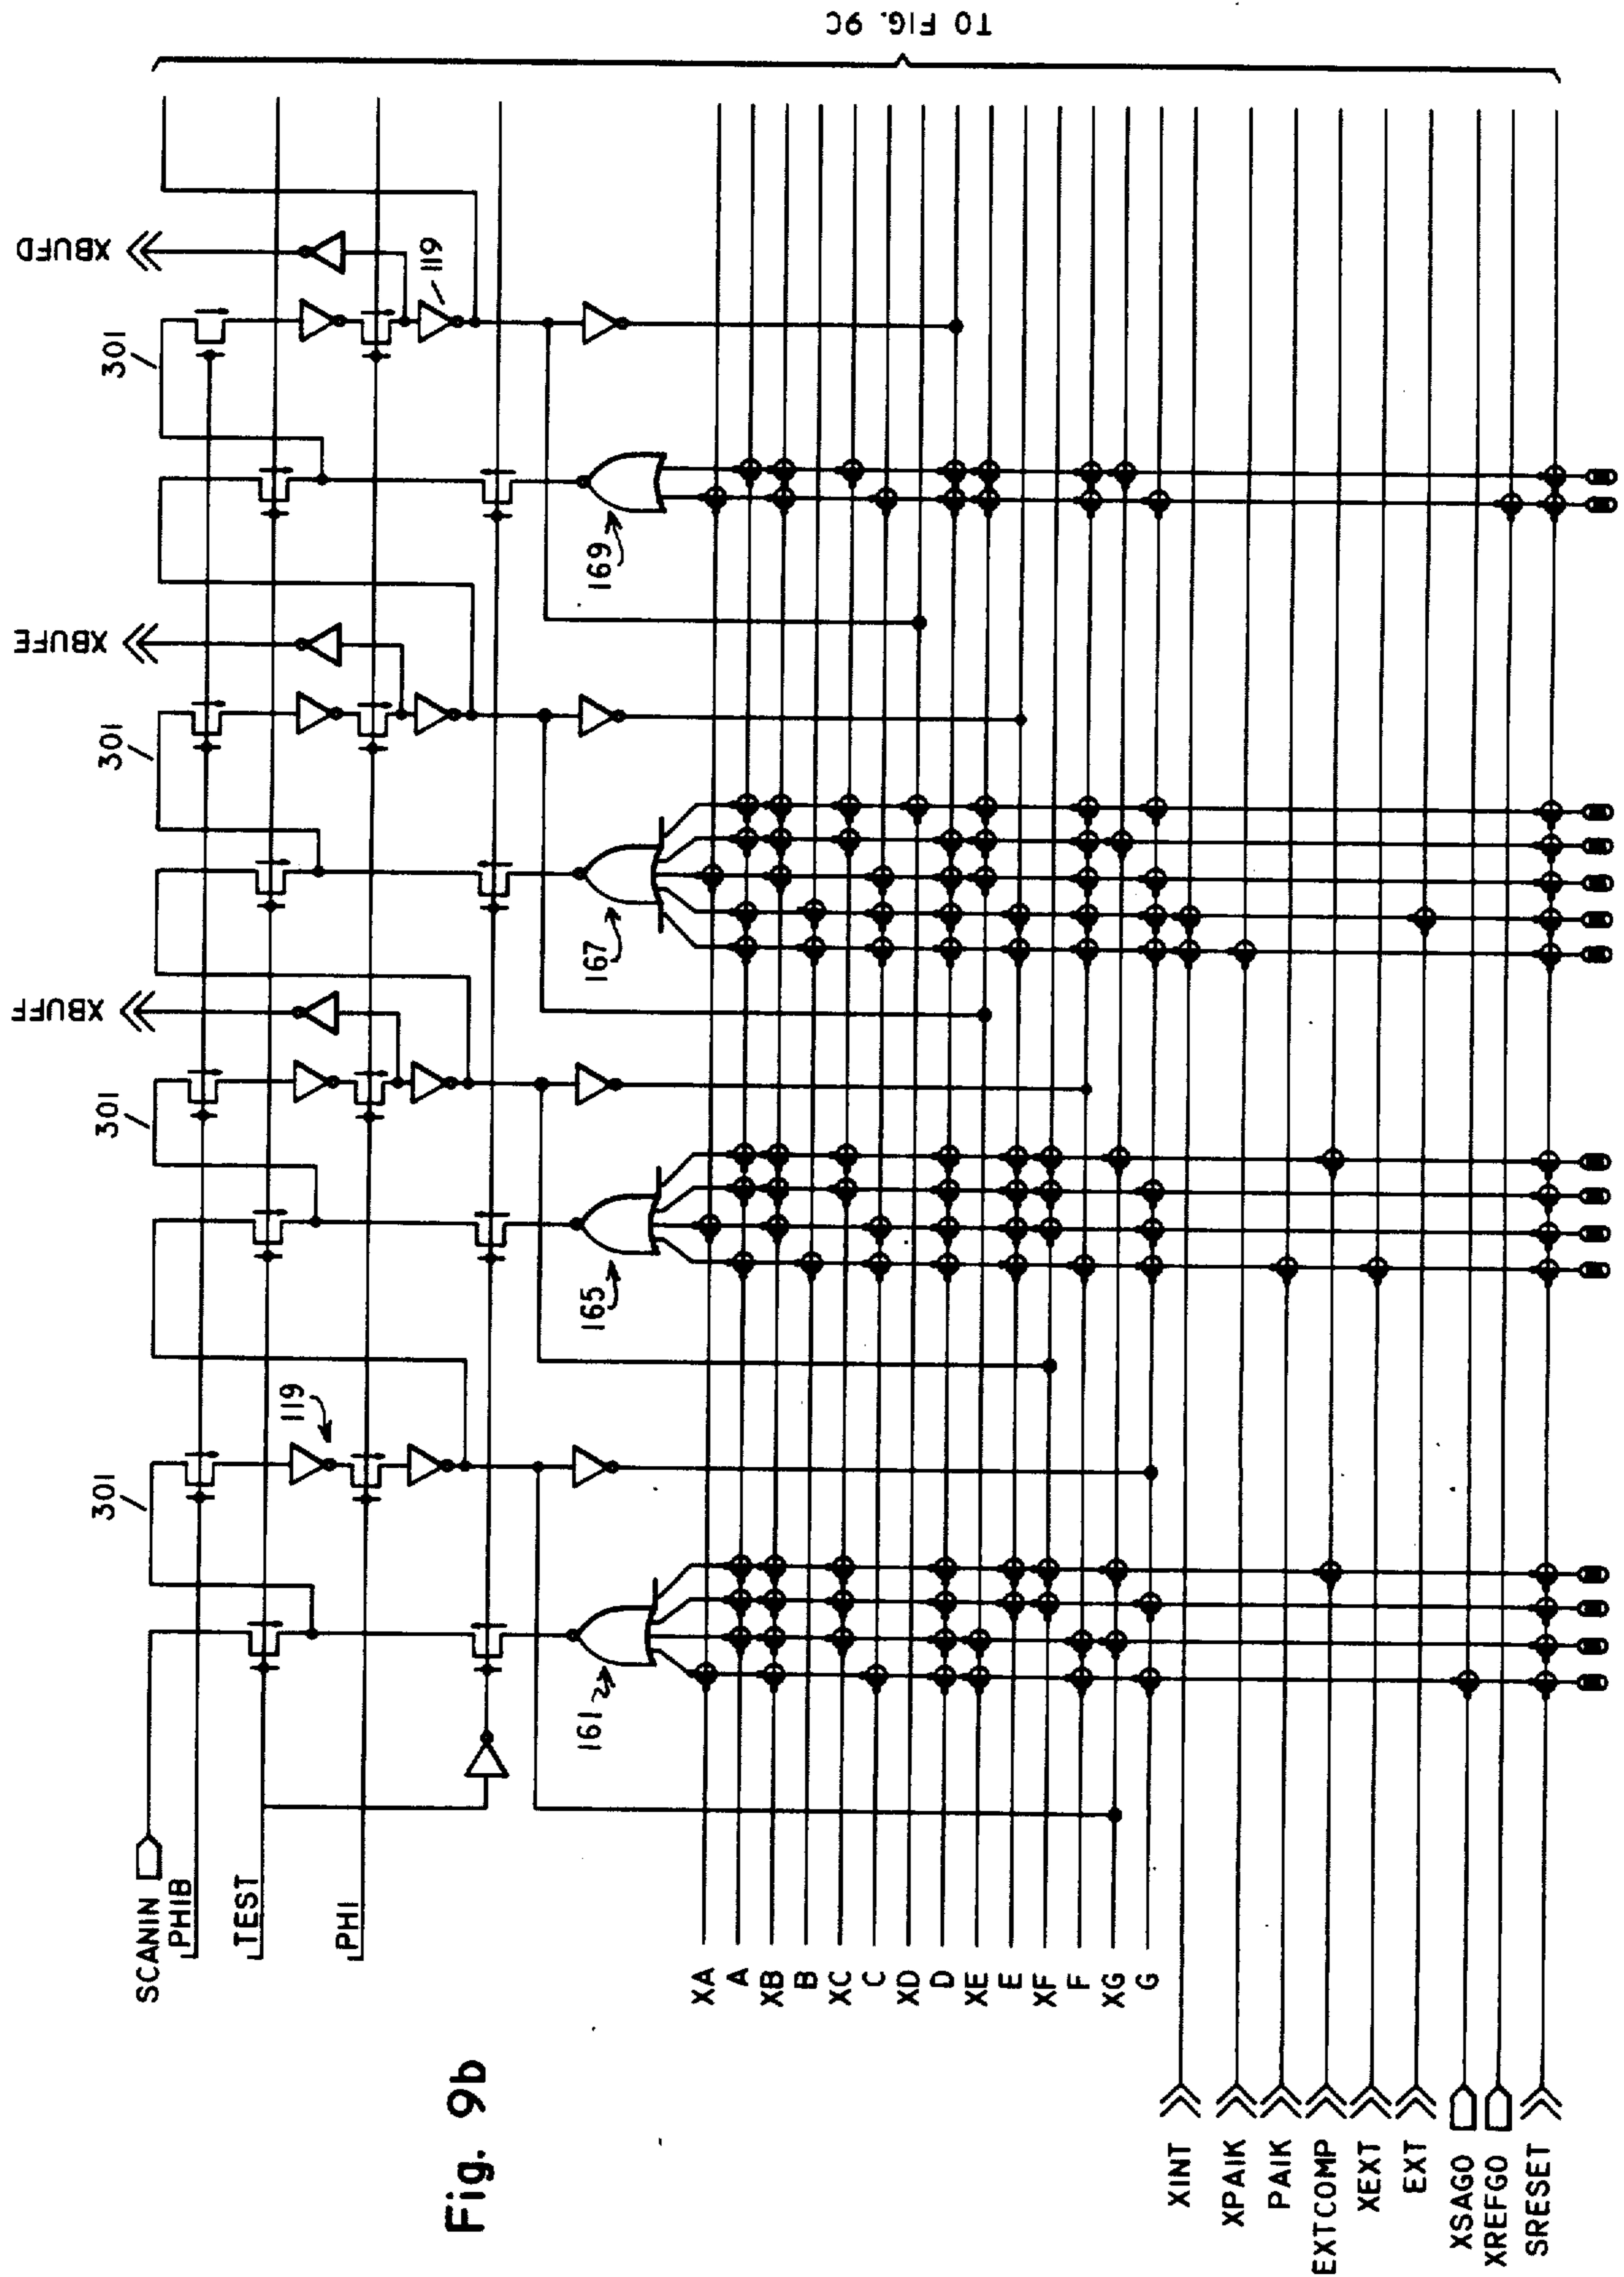 Fig. 9b
TO FIG. 9C
SCANIN
PHIB
TEST
PHI
301
301
301
301
119
119
XBUFF
XBUFE
XBUFD
161
165
167
169
XA
A
XB
B
XC
C
XD
D
XE
E
XF
F
XG
G
XINT
XPAIK
PAIK
EXTCOMP
XEXT
EXT
XSAGO
XREFGO
SRESET